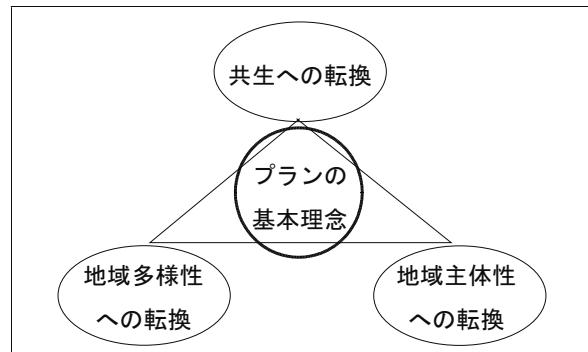 共生への転換
プランの
基本理念
地域多様性
への転換
地域主体性
への転換